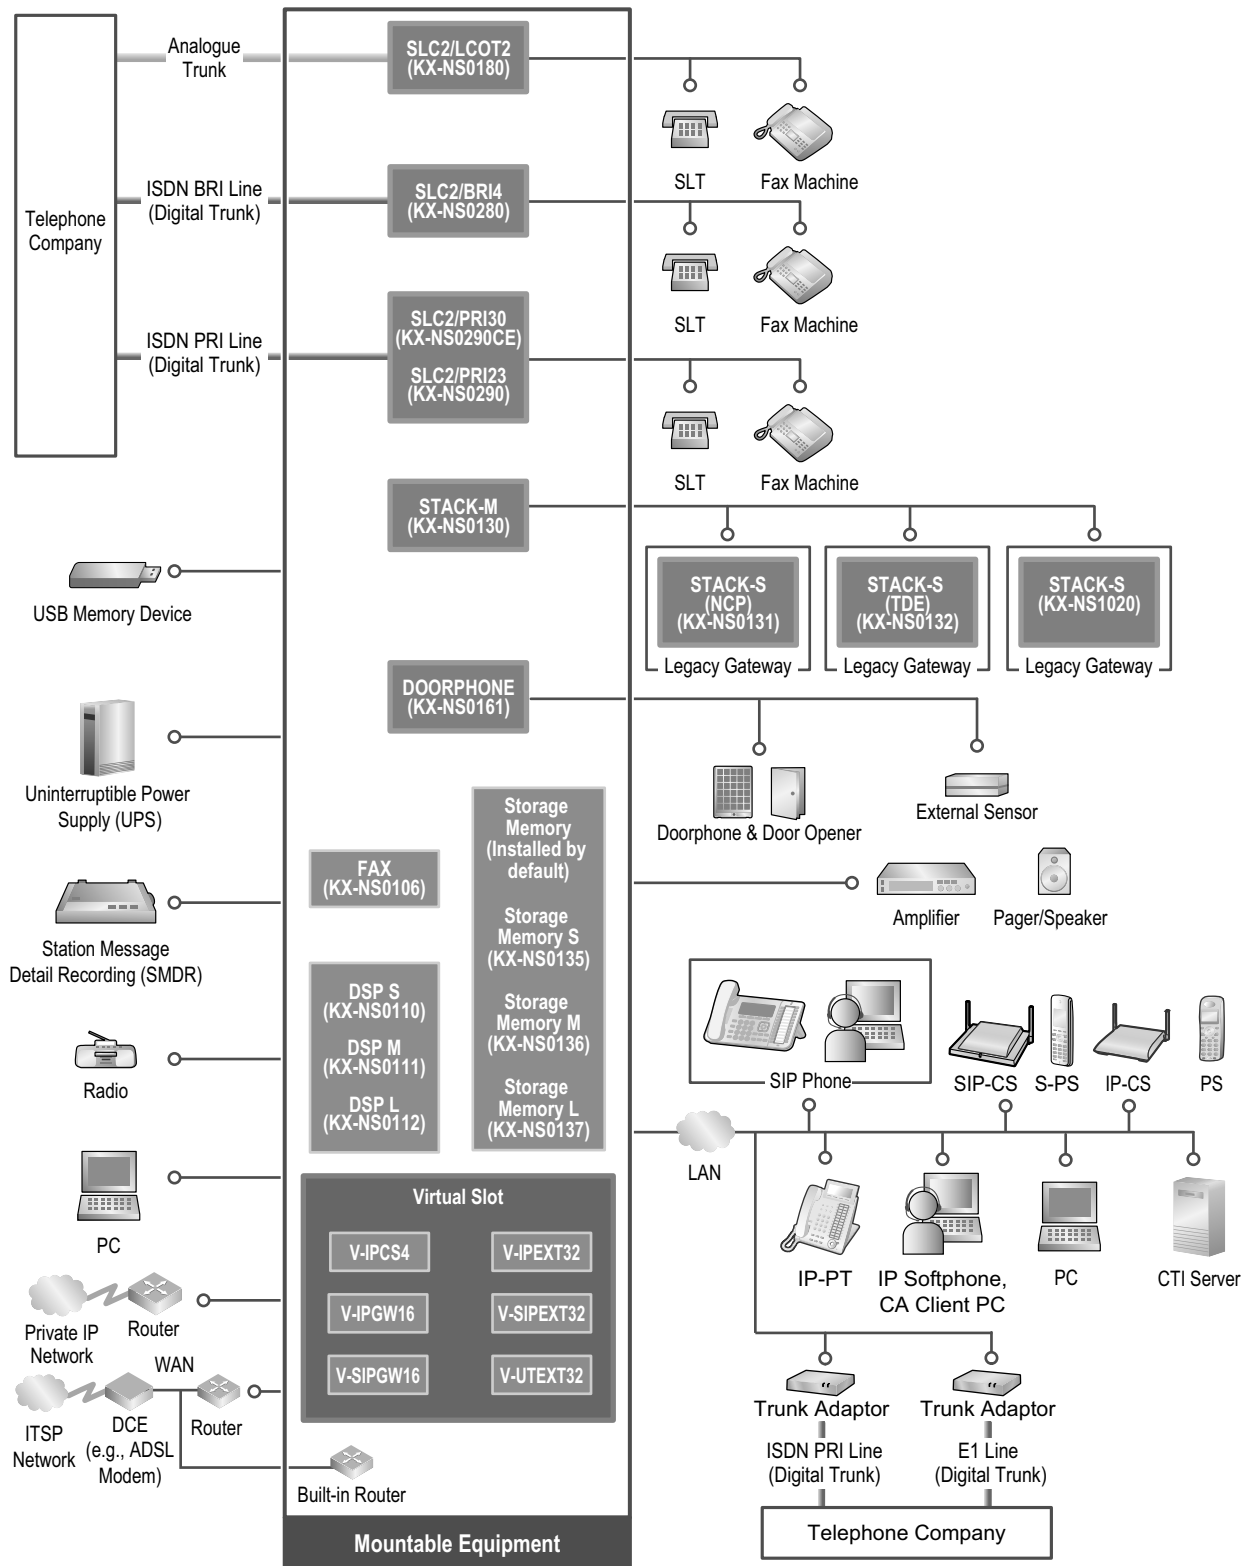 Analogue
Trunk
SLC2/LCOT2
(KX-NS0180)
SLT
Fax Machine
Telephone
Company
ISDN BRI Line
(Digital Trunk)
SLC2/BRI4
(KX-NS0280)
SLT
Fax Machine
ISDN PRI Line
(Digital Trunk)
SLC2/PRI30
(KX-NS0290CE)
SLC2/PRI23
(KX-NS0290)
SLT
Fax Machine
STACK-M
(KX-NS0130)
STACK-S
(NCP)
(KX-NS0131)
Legacy Gateway
STACK-S
(TDE)
(KX-NS0132)
Legacy Gateway
STACK-S
(KX-NS1020)
Legacy Gateway
USB Memory Device
DOORPHONE
(KX-NS0161)
Doorphone & Door Opener
External Sensor
Uninterruptible Power
Supply (UPS)
Storage
Memory
(Installed by
default)
Storage
Memory S
(KX-NS0135)
Storage
Memory M
(KX-NS0136)
Storage
Memory L
(KX-NS0137)
FAX
(KX-NS0106)
Amplifier
Pager/Speaker
Station Message
Detail Recording (SMDR)
DSP S
(KX-NS0110)
DSP M
(KX-NS0111)
DSP L
(KX-NS0112)
SIP Phone
SIP-CS
S-PS
IP-CS
PS
Radio
LAN
PC
Virtual Slot
V-IPCS4
V-IPEXT32
V-IPGW16
V-SIPEXT32
V-SIPGW16
V-UTEXT32
IP-PT
IP Softphone,
CA Client PC
PC
CTI Server
Private IP
Network
Router
WAN
ITSP
Network
DCE
(e.g., ADSL
Modem)
Router
Built-in Router
Trunk Adaptor
Trunk Adaptor
ISDN PRI Line
(Digital Trunk)
E1 Line
(Digital Trunk)
Telephone Company
Mountable Equipment